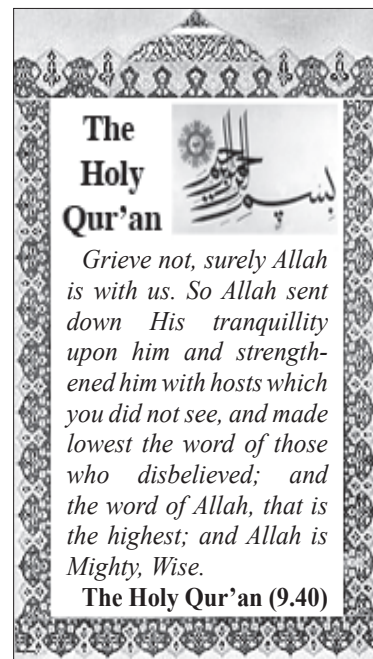 The
Holy
Qur’an
بسم الله الرحمن الرحيم
Grieve not, surely Allah
is with us. So Allah sent
down His tranquillity
upon him and strength-
ened him with hosts which
you did not see, and made
lowest the word of those
who disbelieved; and
the word of Allah, that is
the highest; and Allah is
Mighty, Wise.
The Holy Qur’an (9.40)